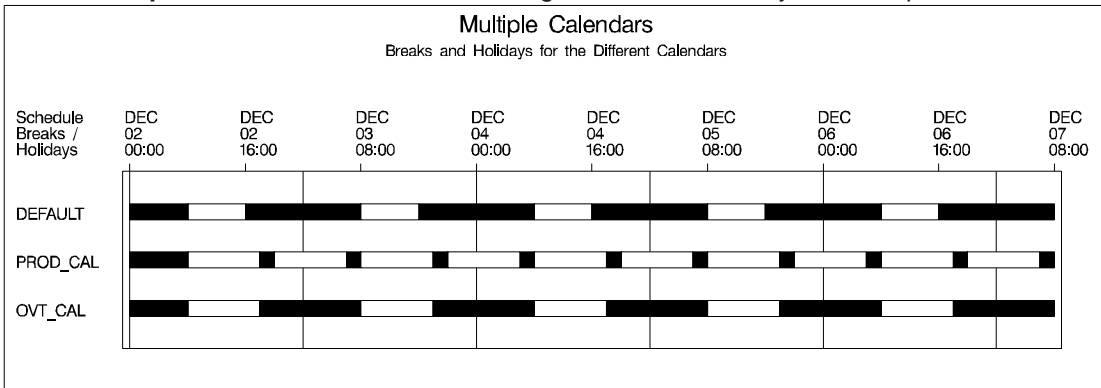 Multiple Calendars
Breaks and Holidays for the Different Calendars
Schedule Breaks / Holidays
DEC 02 00:00
DEC 02 16:00
DEC 03 08:00
DEC 04 00:00
DEC 04 16:00
DEC 05 08:00
DEC 06 00:00
DEC 06 16:00
DEC 07 08:00
DEFAULT
PROD_CAL
OVT_CAL